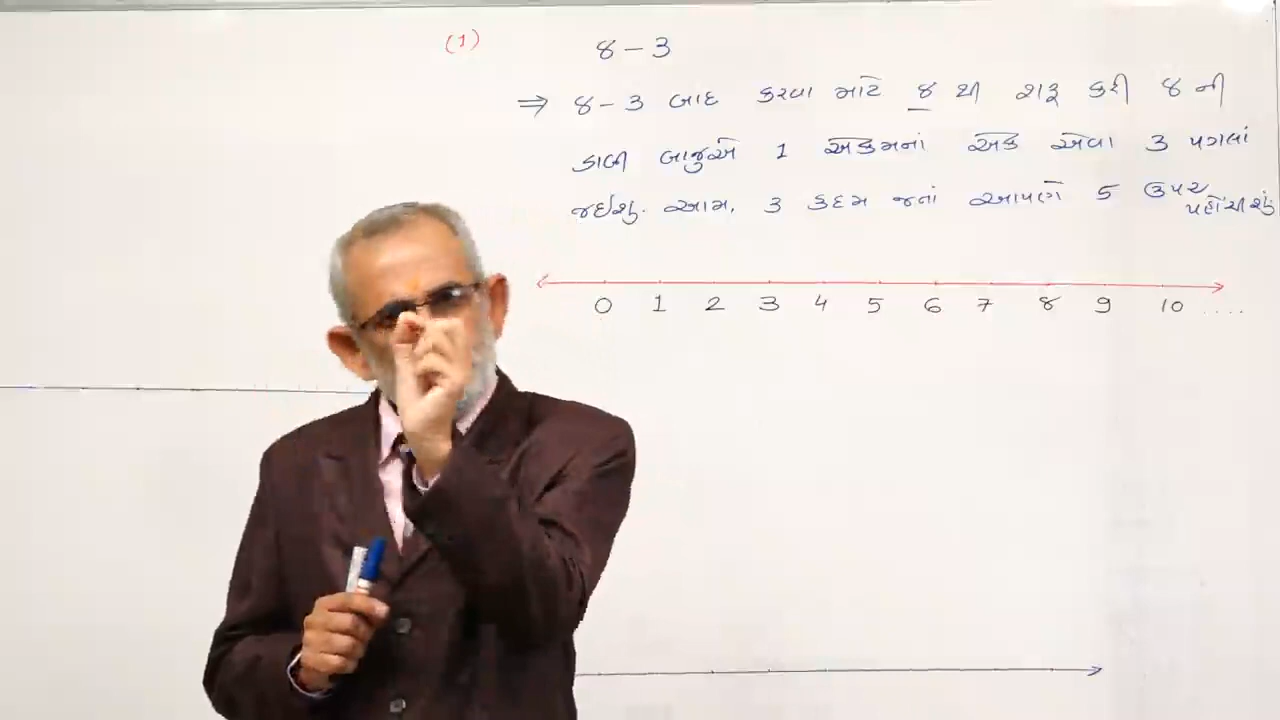 (1) 8 - 3
⇒ 8 - 3 બાદ કરવા માટે 8 થી શરૂ કરી 8 ની
ડાબી બાજુએ 1 એકમનાં એક એવા 3 પગલાં
જઈશુ. આમ, 3 કદમ જતાં આપણે 5 ઉપર પહોંચીશું
0 1 2 3 4 5 6 7 8 9 10 ....